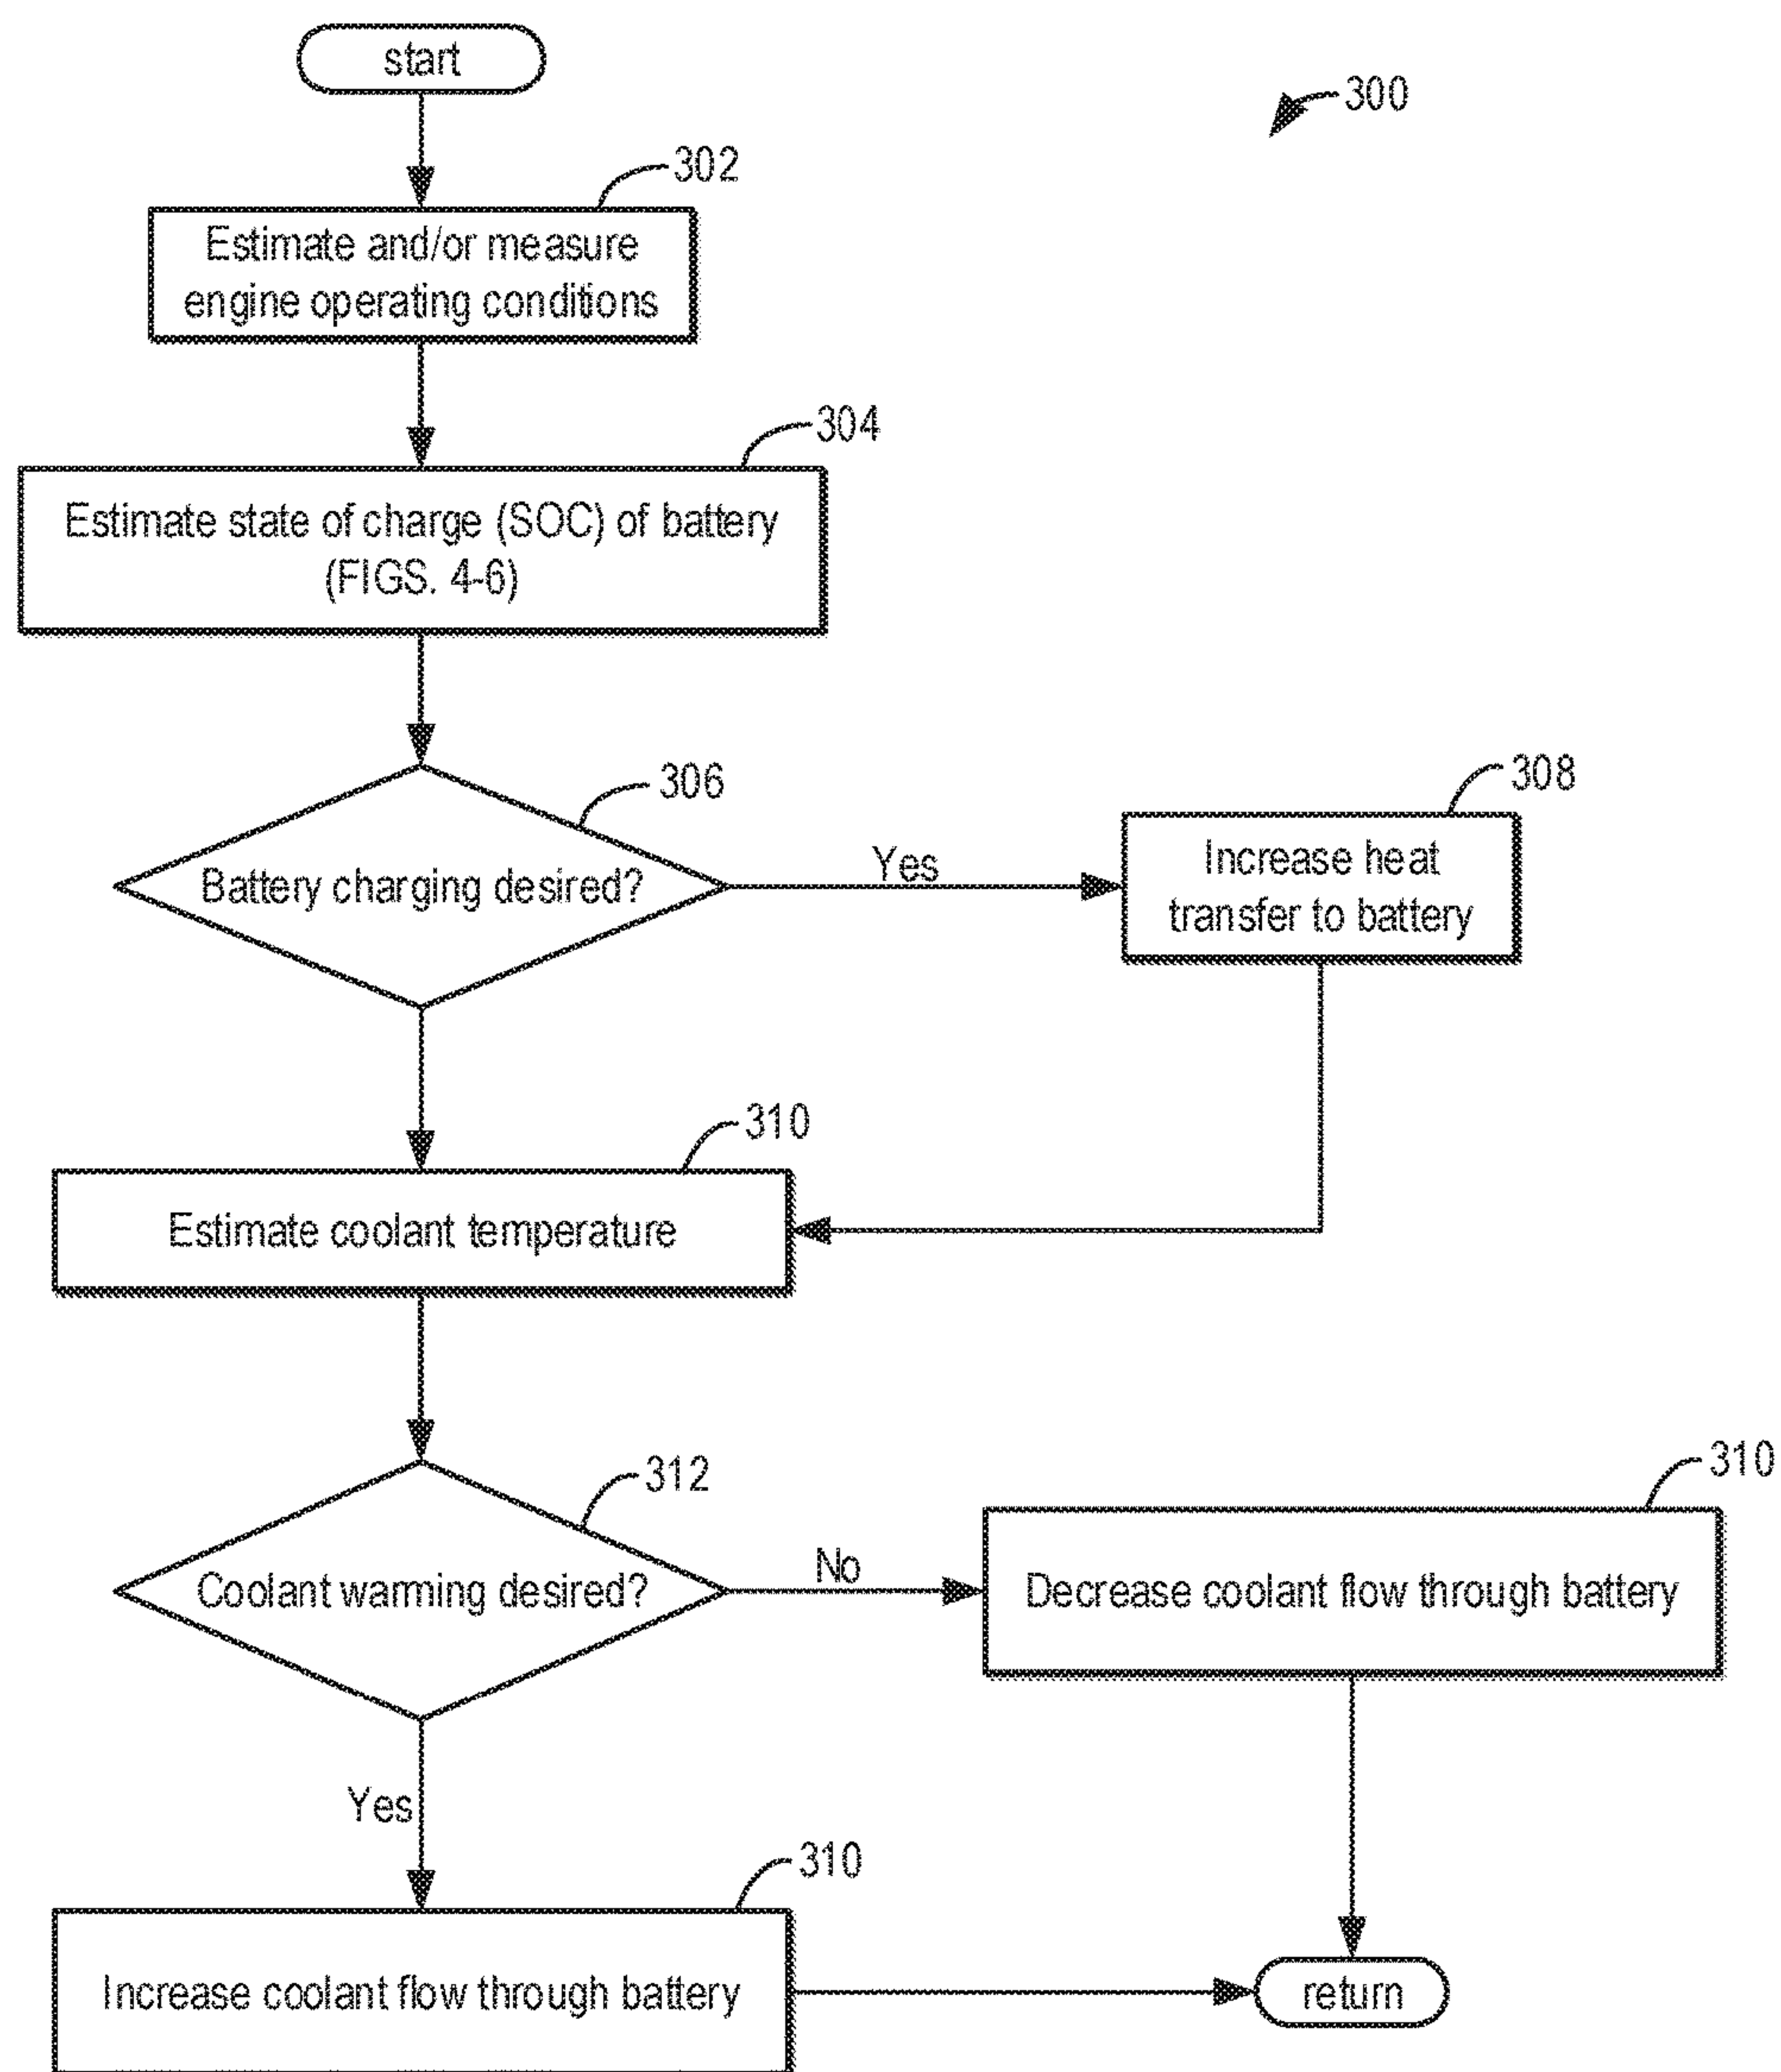 start
300
302
Estimate and/or measure
engine operating conditions
304
Estimate state of charge (SOC) of battery
(FIGS. 4-6)
306
Battery charging desired?
Yes
308
Increase heat
transfer to battery
310
Estimate coolant temperature
312
Coolant warming desired?
No
310
Decrease coolant flow through battery
Yes
310
Increase coolant flow through battery
return